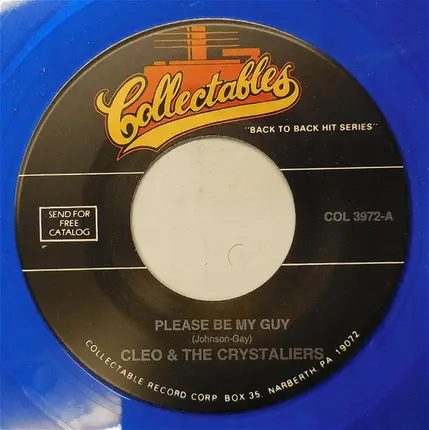 Collectables
"BACK TO BACK HIT SERIES"
SEND FOR
FREE
CATALOG
COL 3972-A
PLEASE BE MY GUY
(Johnson-Gay)
CLEO & THE CRYSTALIERS
COLLECTABLE RECORD CORP BOX 35. NARBERTH, PA 19072